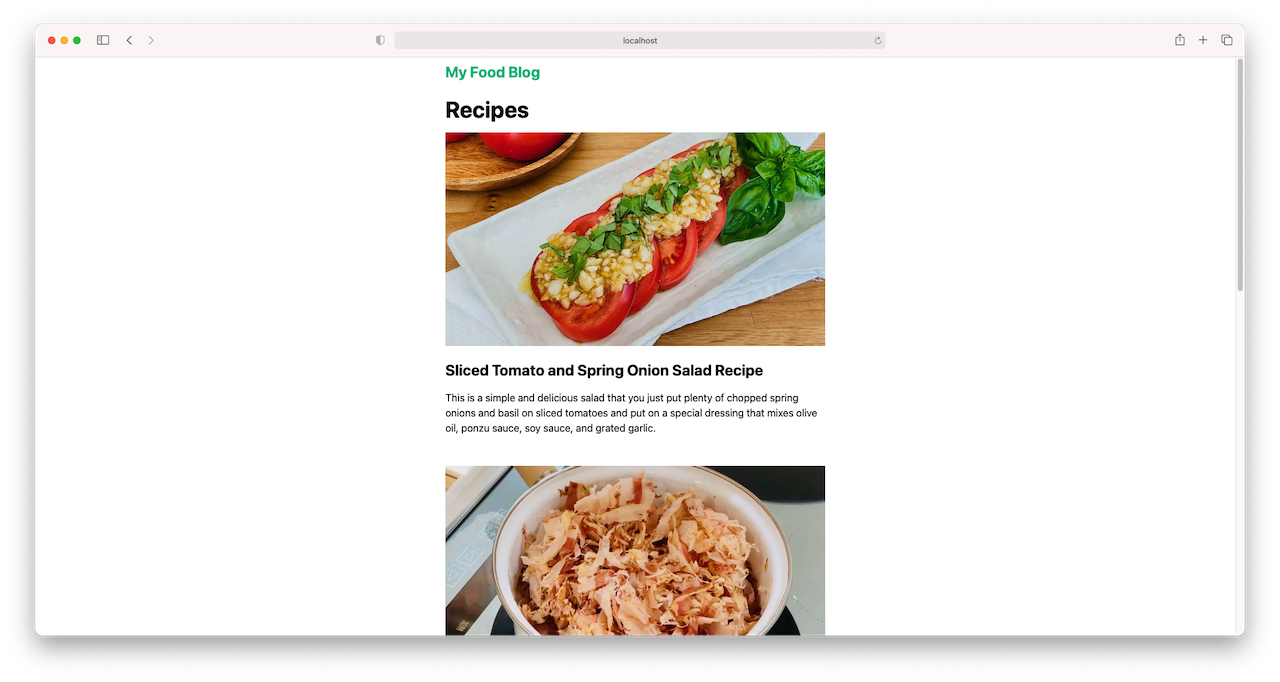 localhost
My Food Blog
Recipes
Sliced Tomato and Spring Onion Salad Recipe
This is a simple and delicious salad that you just put plenty of chopped spring
onions and basil on sliced tomatoes and put on a special dressing that mixes olive
oil, ponzu sauce, soy sauce, and grated garlic.